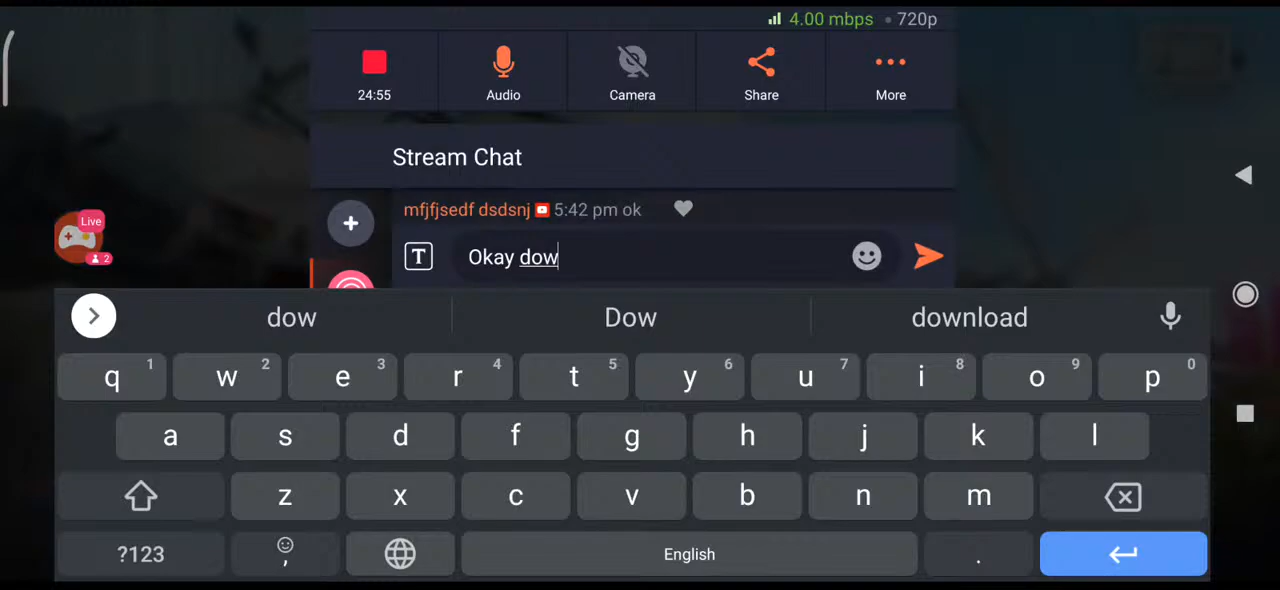 4.00 mbps • 720p
24:55
Audio
Camera
Share
More
Stream Chat
Live
2
mfjfjsedf dsdsnj 5:42 pm ok
T
Okay dow
dow
Dow
download
q 1 w 2 e 3 r 4 t 5 y 6 u 7 i 8 o 9 p 0
a s d f g h j k l
z x c v b n m
?123 , English .